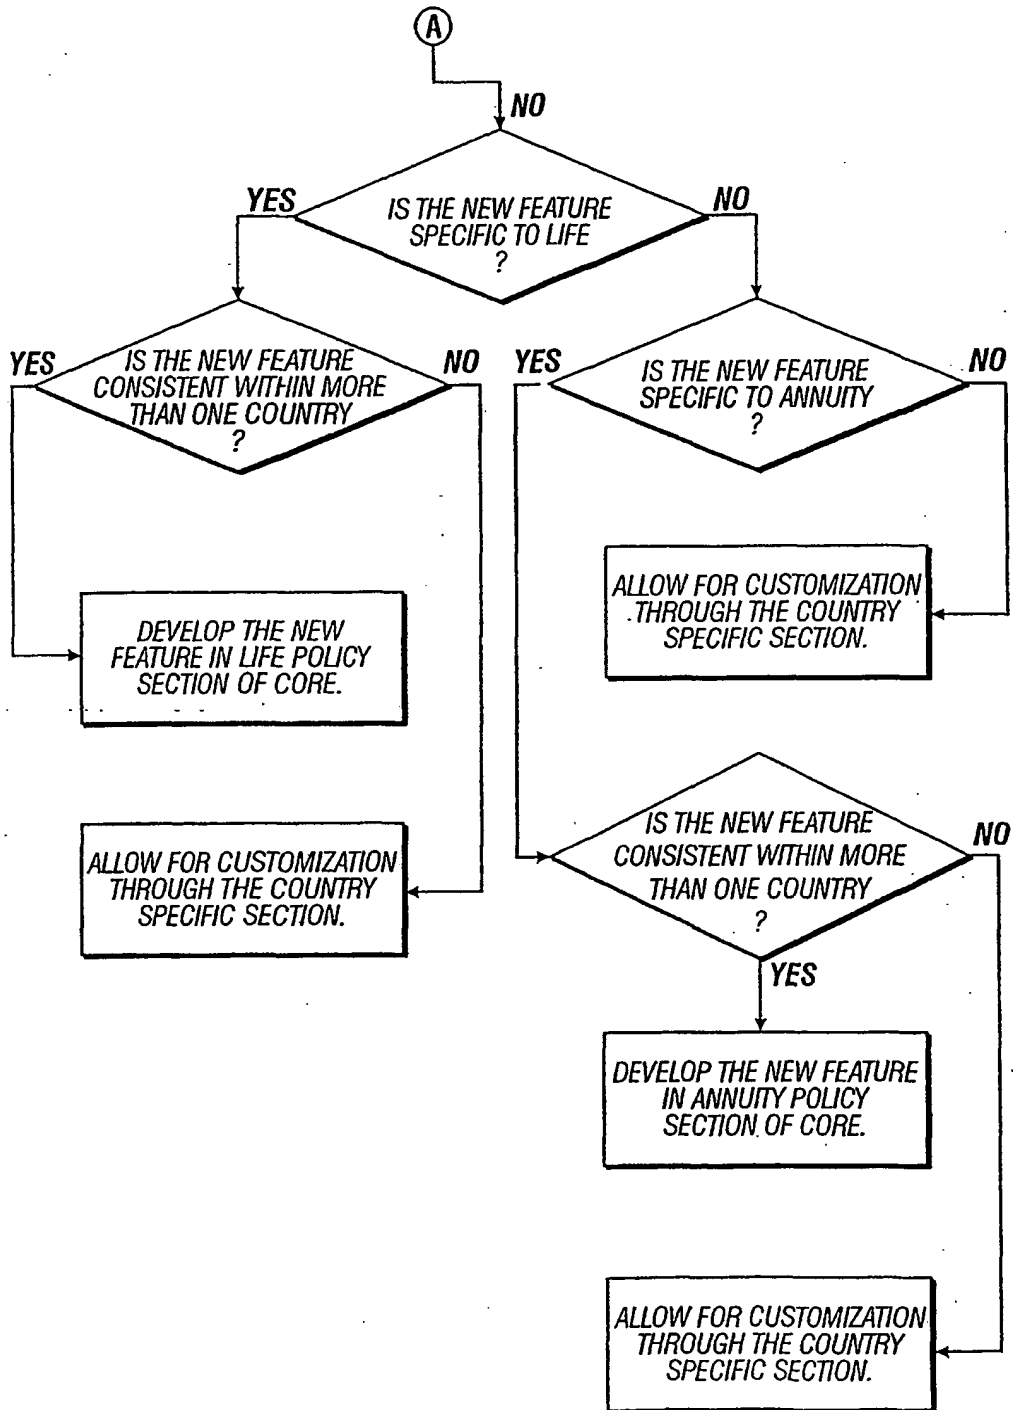 A
NO
IS THE NEW FEATURE
SPECIFIC TO LIFE
?
YES
NO
IS THE NEW FEATURE
CONSISTENT WITHIN MORE
THAN ONE COUNTRY
?
YES
NO
IS THE NEW FEATURE
SPECIFIC TO ANNUITY
?
YES
NO
ALLOW FOR CUSTOMIZATION
THROUGH THE COUNTRY
SPECIFIC SECTION.
DEVELOP THE NEW
FEATURE IN LIFE POLICY
SECTION OF CORE.
ALLOW FOR CUSTOMIZATION
THROUGH THE COUNTRY
SPECIFIC SECTION.
IS THE NEW FEATURE
CONSISTENT WITHIN MORE
THAN ONE COUNTRY
?
NO
YES
DEVELOP THE NEW FEATURE
IN ANNUITY POLICY
SECTION OF CORE.
ALLOW FOR CUSTOMIZATION
THROUGH THE COUNTRY
SPECIFIC SECTION.